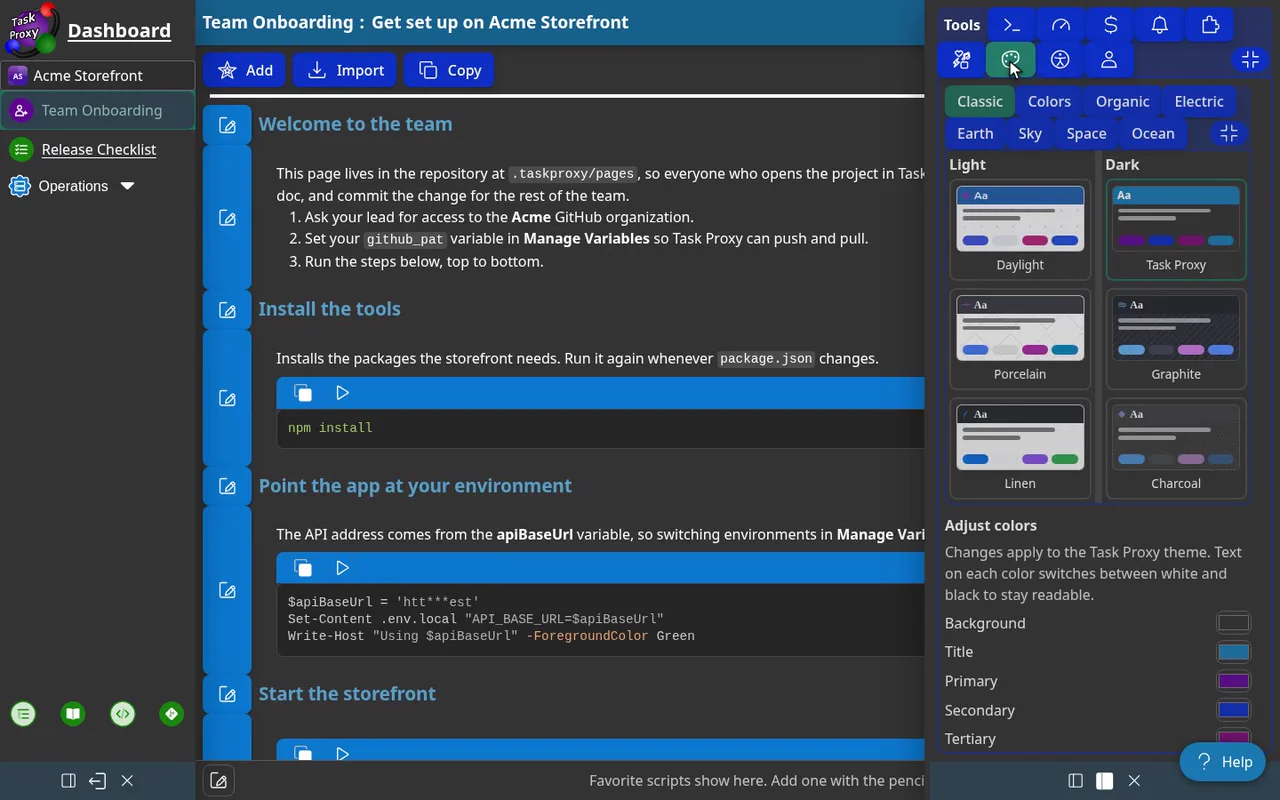 Task
Proxy
Dashboard
AS Acme Storefront
Team Onboarding
Release Checklist
Operations
Team Onboarding : Get set up on Acme Storefront
Add
Import
Copy
Welcome to the team
This page lives in the repository at .taskproxy/pages, so everyone who opens the project in Task
doc, and commit the change for the rest of the team.
1. Ask your lead for access to the Acme GitHub organization.
2. Set your github_pat variable in Manage Variables so Task Proxy can push and pull.
3. Run the steps below, top to bottom.
Install the tools
Installs the packages the storefront needs. Run it again whenever package.json changes.
npm install
Point the app at your environment
The API address comes from the apiBaseUrl variable, so switching environments in Manage Vari
$apiBaseUrl = 'htt***est'
Set-Content .env.local "API_BASE_URL=$apiBaseUrl"
Write-Host "Using $apiBaseUrl" -ForegroundColor Green
Start the storefront
Favorite scripts show here. Add one with the penci
Tools
Classic
Colors
Organic
Electric
Earth
Sky
Space
Ocean
Light
Dark
Aa
Aa
Daylight
Task Proxy
Aa
Aa
Porcelain
Graphite
Aa
Aa
Linen
Charcoal
Adjust colors
Changes apply to the Task Proxy theme. Text
on each color switches between white and
black to stay readable.
Background
Title
Primary
Secondary
Tertiary
? Help